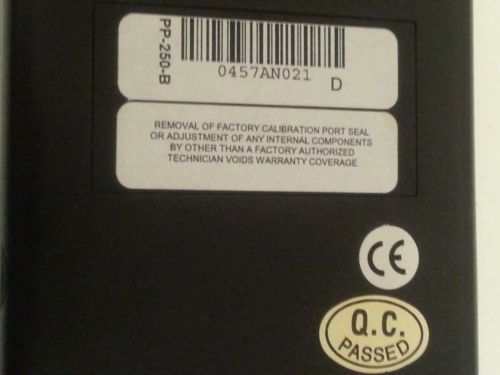 PP-250-B
0457AN021 D
REMOVAL OF FACTORY CALIBRATION PORT SEAL
OR ADJUSTMENT OF ANY INTERNAL COMPONENTS
BY OTHER THAN A FACTORY AUTHORIZED
TECHNICIAN VOIDS WARRANTY COVERAGE
CE
Q.C.
PASSED